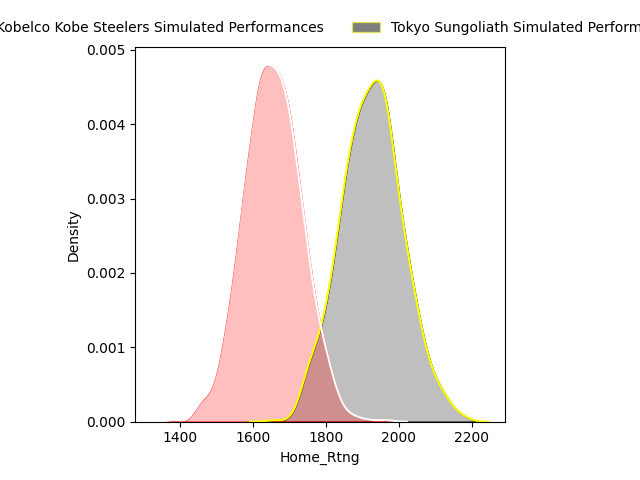 Kobelco Kobe Steelers Simulated Performances
Tokyo Sungoliath Simulated Perform
0.005
0.004
0.003
0.002
0.001
0.000
Density
1400 1600 1800 2000 2200
Home_Rtng